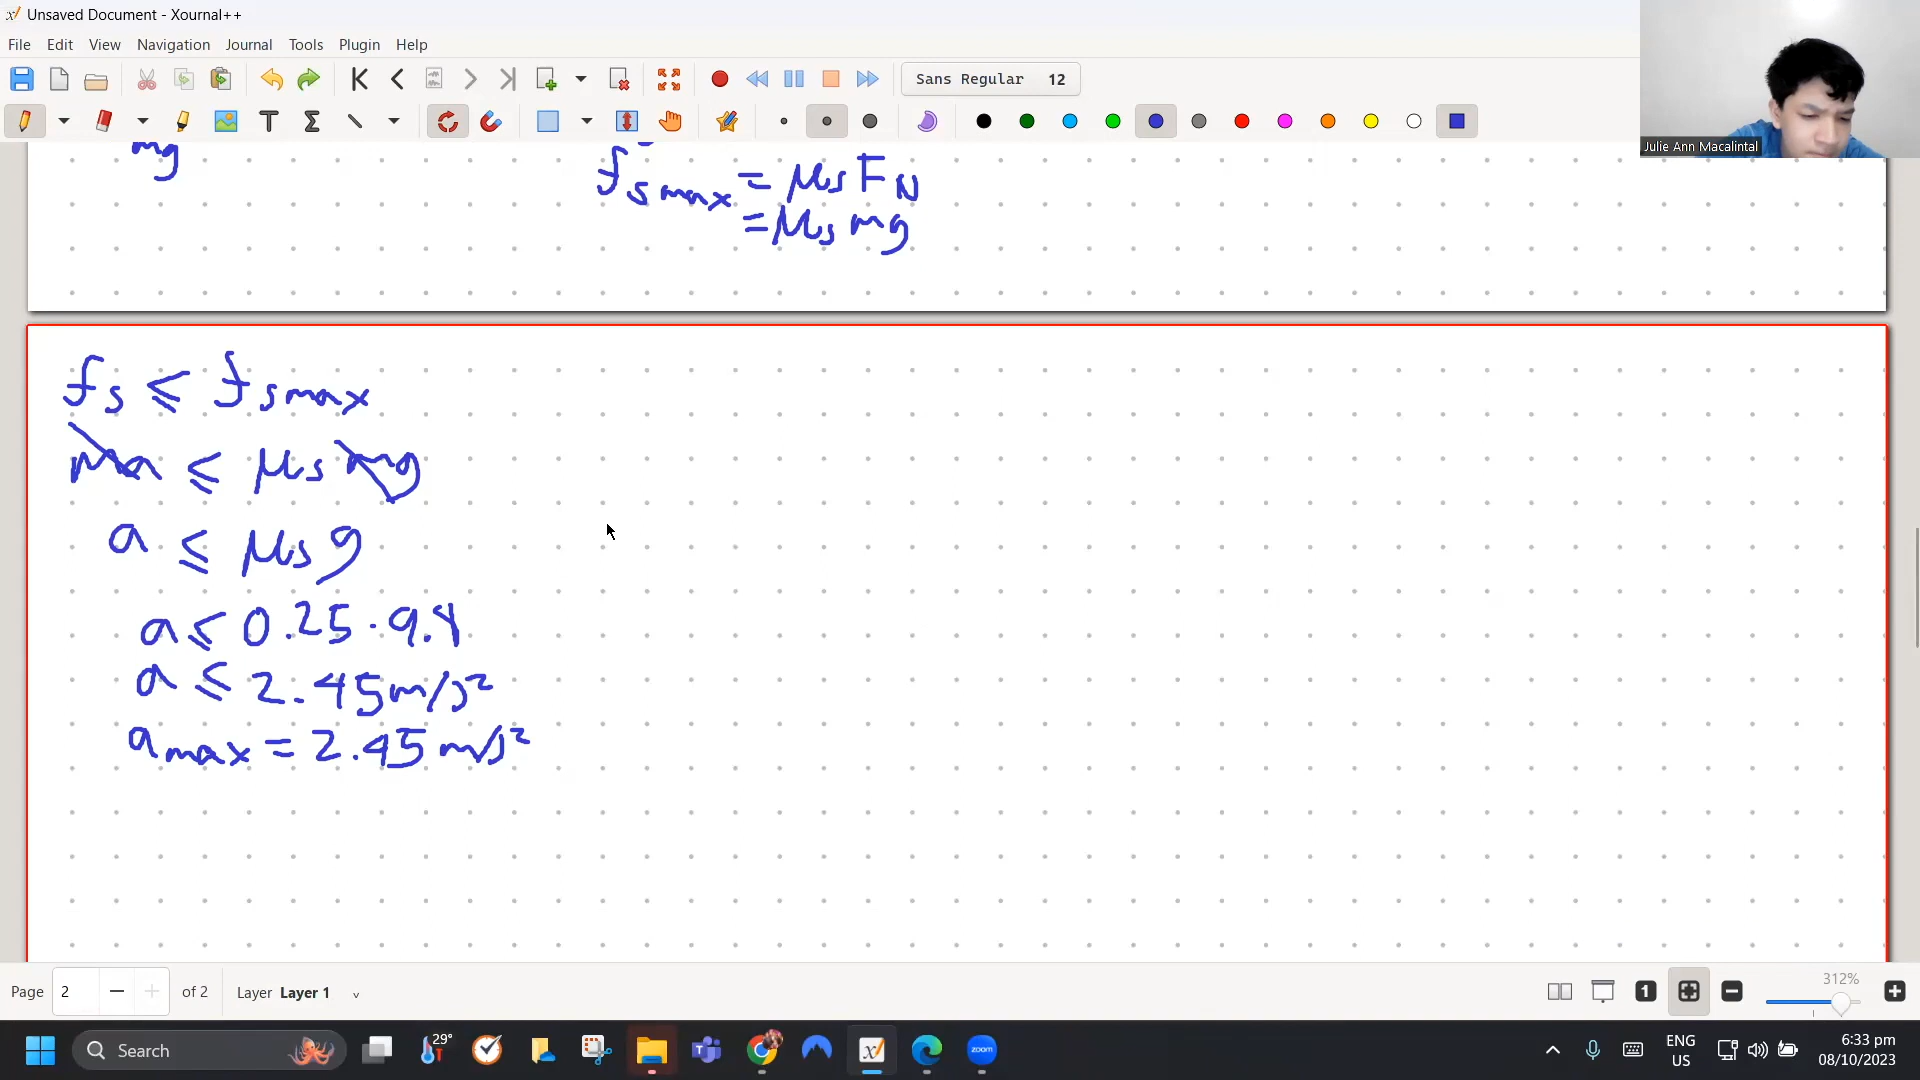 Unsaved Document - Xournal++
File Edit View Navigation Journal Tools Plugin Help
Sans Regular 12
Julie Ann Macalintal
mg
fs max = μs FN
= μs mg
fs ≤ fs max
ma ≤ μs mg
a ≤ μs g
a ≤ 0.25 · 9.8
a ≤ 2.45 m/s²
amax = 2.45 m/s²
Page 2 of 2 Layer Layer 1
312%
29°
Search
zoom
ENG
US
6:33 pm
08/10/2023